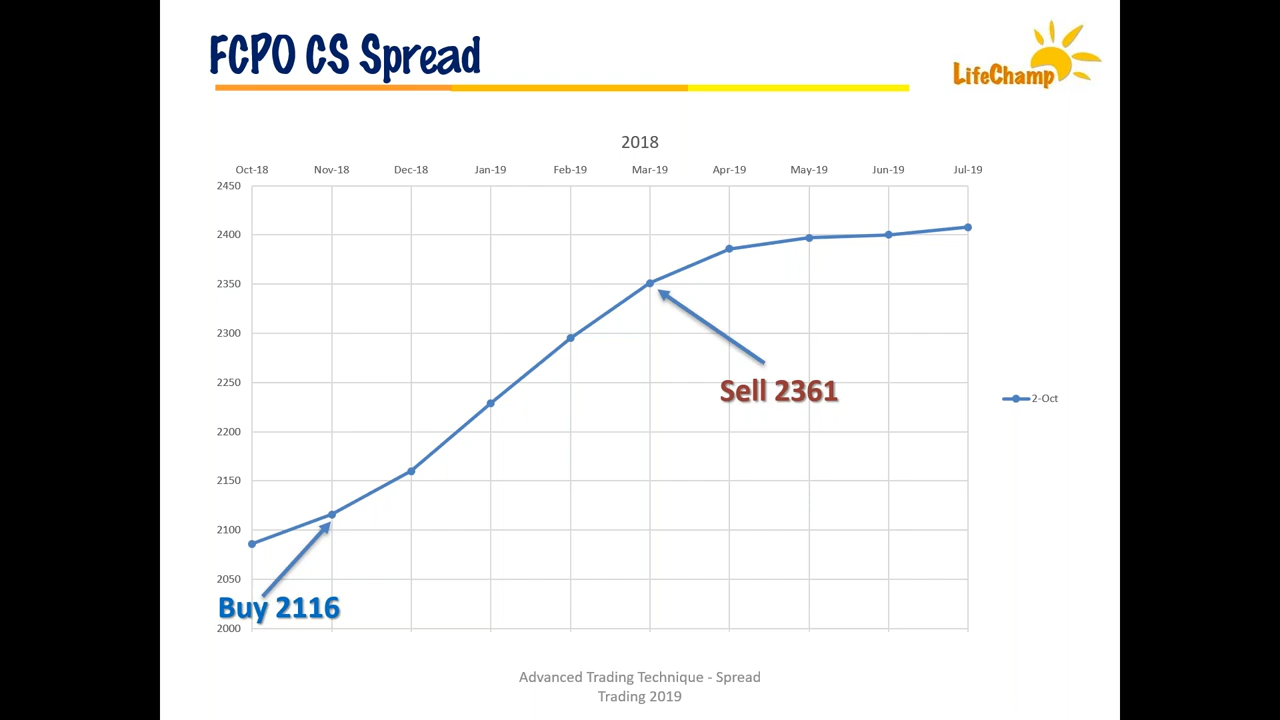 FCPO CS Spread
LifeChamp
2018
Oct-18 Nov-18 Dec-18 Jan-19 Feb-19 Mar-19 Apr-19 May-19 Jun-19 Jul-19
2450
2400
2350
2300
2250
2200
2150
2100
2050
2000
Sell 2361
2-Oct
Buy 2116
Advanced Trading Technique - Spread
Trading 2019